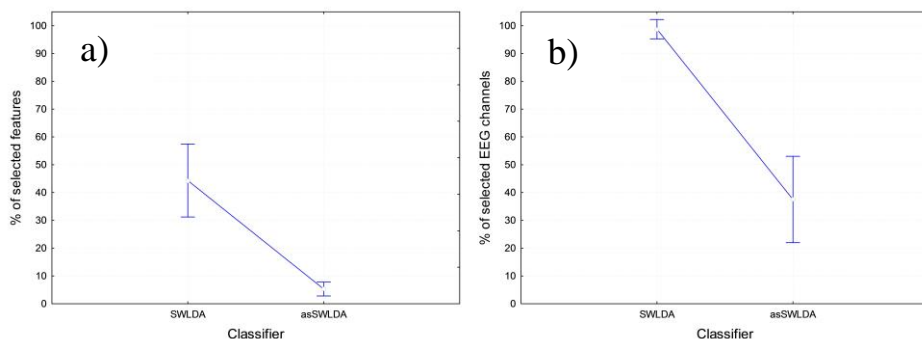 a)
% of selected features
100
90
80
70
60
50
40
30
20
10
0
SWLDA
asSWLDA
Classifier
b)
% of selected EEG channels
100
90
80
70
60
50
40
30
20
10
0
SWLDA
asSWLDA
Classifier